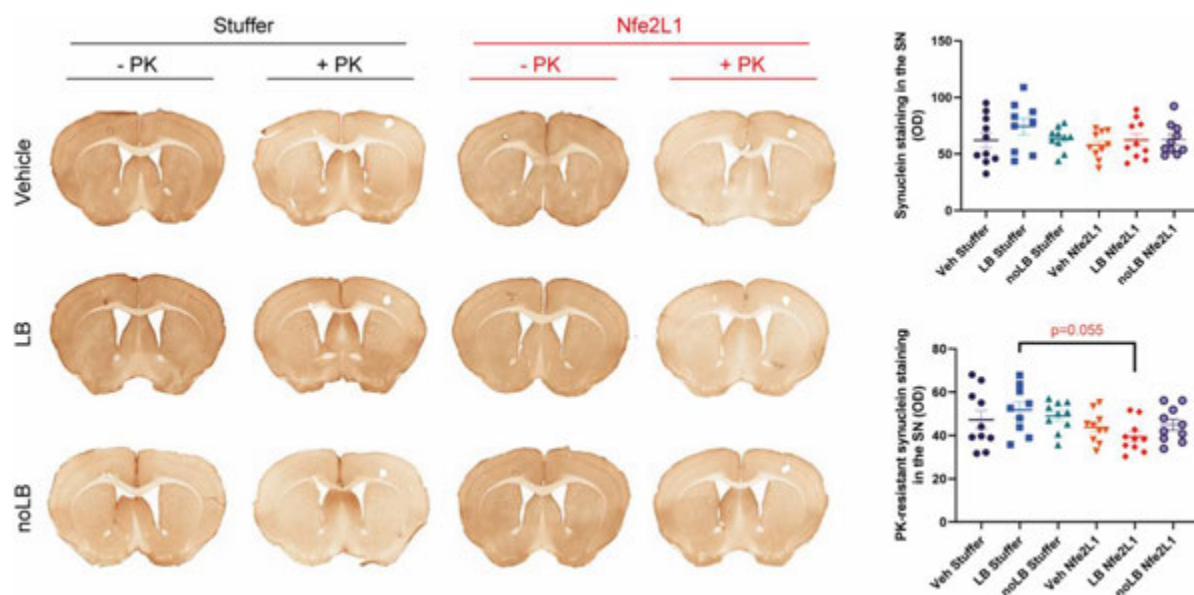 Stuffer
Nfe2L1
- PK
+ PK
- PK
+ PK
Vehicle
LB
noLB
Synuclein staining in the SN
(OD)
150
100
50
0
Veh Stuffer
LB Stuffer
noLB Stuffer
Veh Nfe2L1
LB Nfe2L1
noLB Nfe2L1
PK-resistant synuclein staining
in the SN (OD)
p=0.055
80
60
40
20
0
Veh Stuffer
LB Stuffer
noLB Stuffer
Veh Nfe2L1
LB Nfe2L1
noLB Nfe2L1